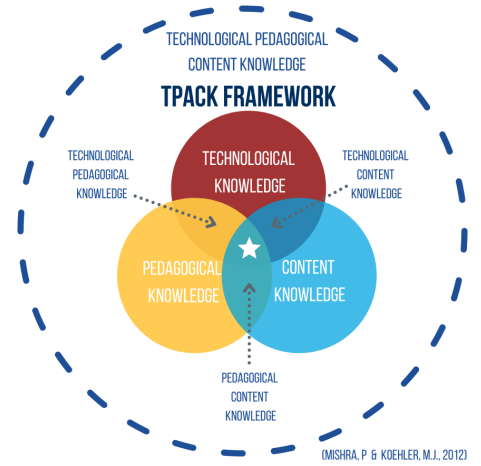 TECHNOLOGICAL PEDAGOGICAL
CONTENT KNOWLEDGE
TPACK FRAMEWORK
TECHNOLOGICAL
PEDAGOGICAL
KNOWLEDGE
TECHNOLOGICAL
KNOWLEDGE
TECHNOLOGICAL
CONTENT
KNOWLEDGE
PEDAGOGICAL
KNOWLEDGE
CONTENT
KNOWLEDGE
PEDAGOGICAL
CONTENT
KNOWLEDGE
(MISHRA, P & KOEHLER, M.J., 2012)